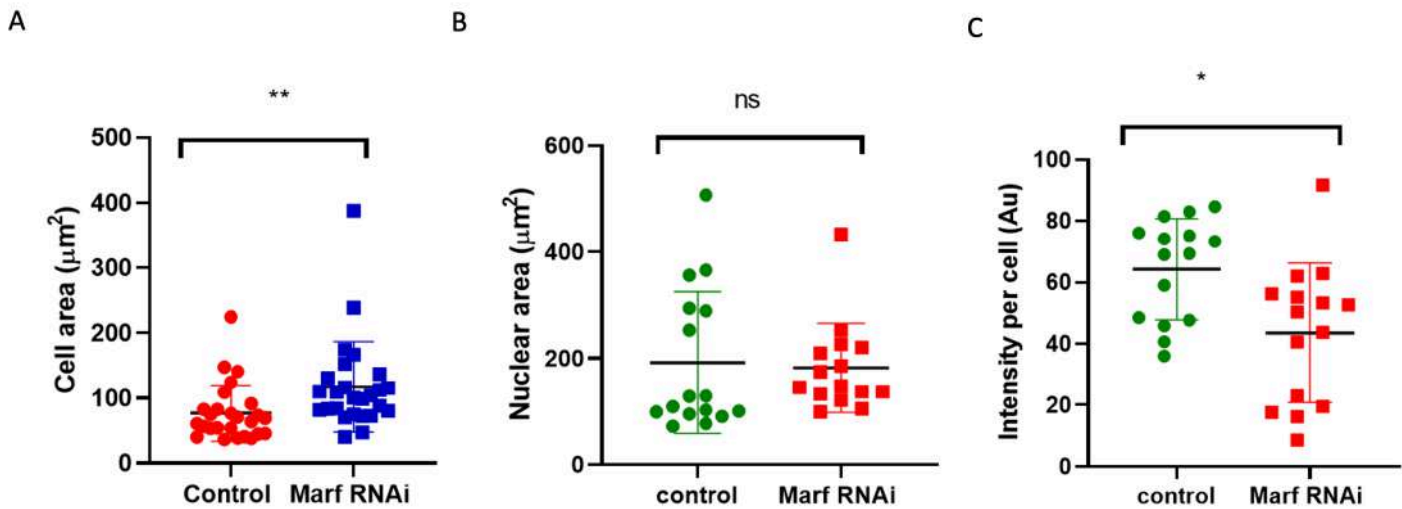 A
**
Cell area (μm²)
500
400
300
200
100
0
Control
Marf RNAi
B
ns
Nuclear area (μm²)
600
400
200
0
control
Marf RNAi
C
*
Intensity per cell (Au)
100
80
60
40
20
0
control
Marf RNAi